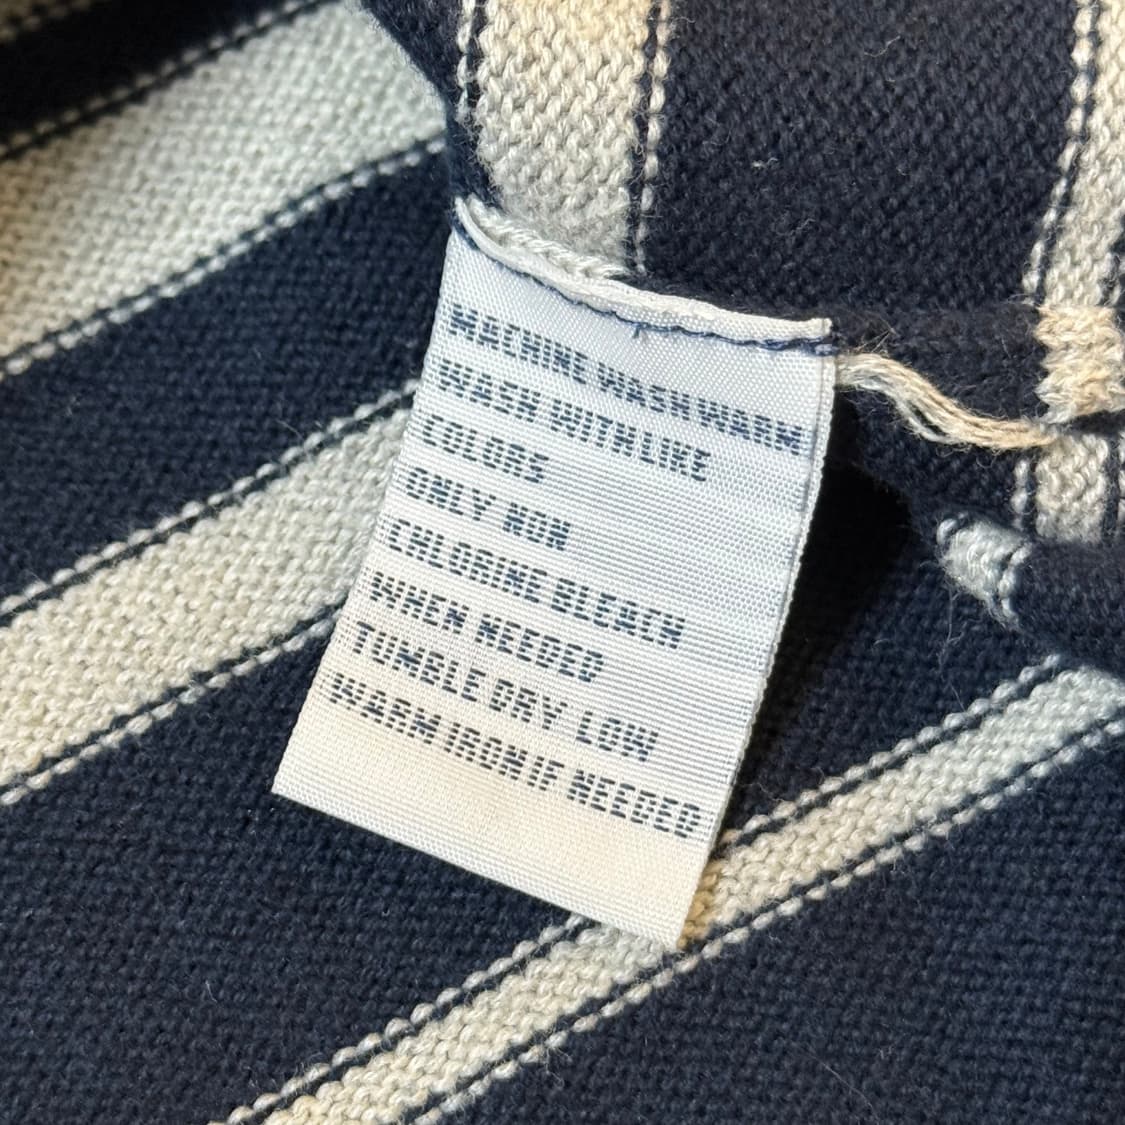 MACHINE WASH WARM
WASH WITH LIKE
COLORS
ONLY NON
CHLORINE BLEACH
WHEN NEEDED
TUMBLE DRY LOW
WARM IRON IF NEEDED